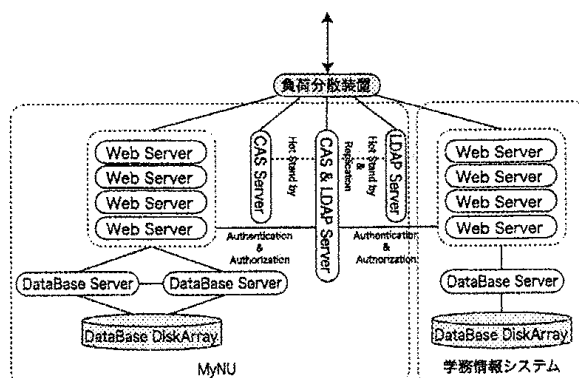 負荷分散装置
Web Server
Web Server
Web Server
Web Server
CAS Server
Hot Stand by
CAS & LDAP Server
Hot Stand by
&
Replication
LDAP Server
Web Server
Web Server
Web Server
Web Server
Authentication
&
Authorization
Authentication
&
Authorization
DataBase Server
DataBase Server
DataBase Server
DataBase DiskArray
DataBase DiskArray
MyNU
学務情報システム